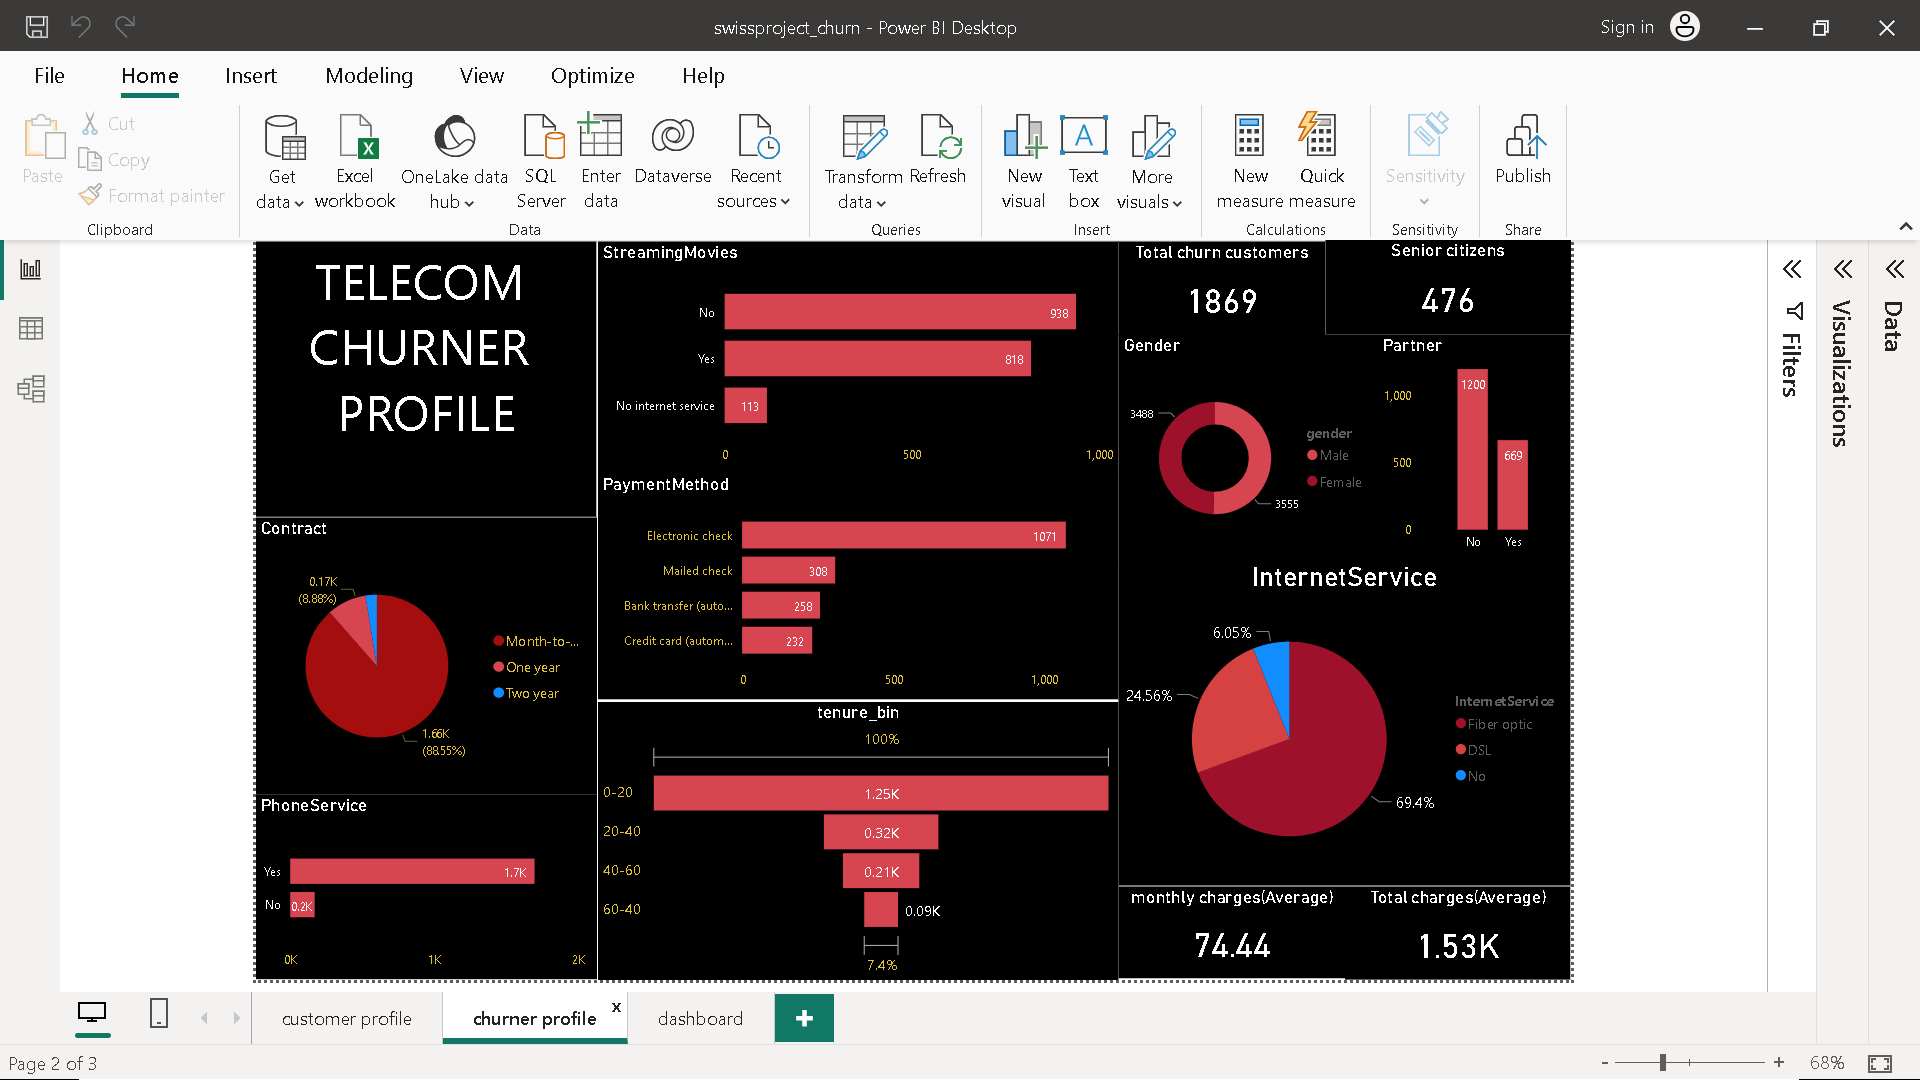 swissproject_churn - Power BI Desktop
Sign in
File Home Insert Modeling View Optimize Help
Paste
Cut
Copy
Format painter
Clipboard
Get data
Excel workbook
OneLake data hub
SQL Server
Enter data
Dataverse
Recent sources
Data
Transform data
Refresh
Queries
New visual
Text box
More visuals
Insert
New measure
Quick measure
Calculations
Sensitivity
Sensitivity
Publish
Share
TELECOM
CHURNER
PROFILE
Contract
0.17K
(8.88%)
1.66K
(88.55%)
Month-to-...
One year
Two year
PhoneService
Yes 1.7K
No 0.2K
0K 1K 2K
StreamingMovies
No 938
Yes 818
No internet service 113
0 500 1,000
PaymentMethod
Electronic check 1071
Mailed check 308
Bank transfer (auto... 258
Credit card (autom... 232
0 500 1,000
tenure_bin
100%
0-20 1.25K
20-40 0.32K
40-60 0.21K
60-40 0.09K
7.4%
Total churn customers
1869
Senior citizens
476
Gender
3488
3555
gender
Male
Female
Partner
1,000
500
0
1200
669
No Yes
InternetService
6.05%
24.56%
69.4%
InternetService
Fiber optic
DSL
No
monthly charges(Average)
74.44
Total charges(Average)
1.53K
Filters
Visualizations
Data
customer profile
churner profile
x
dashboard
+
Page 2 of 3
- + 68%